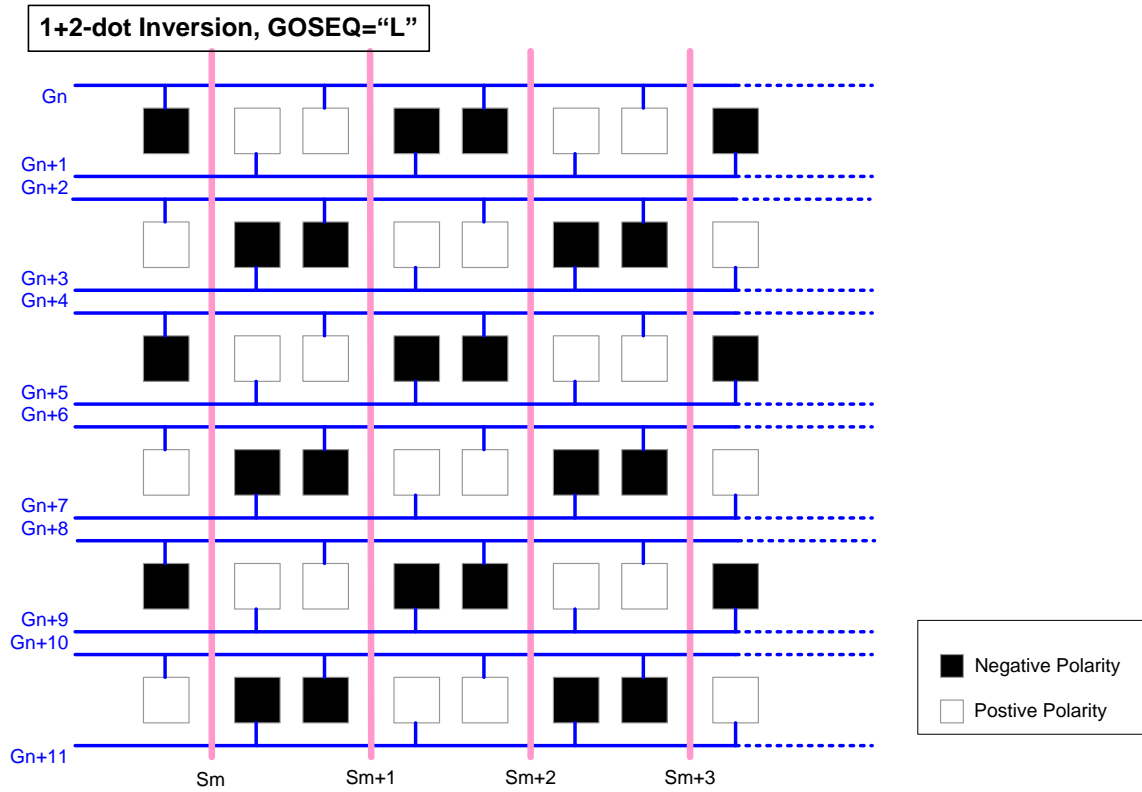 1+2-dot Inversion, GOSEQ=“L”
Gn
Gn+1
Gn+2
Gn+3
Gn+4
Gn+5
Gn+6
Gn+7
Gn+8
Gn+9
Gn+10
Gn+11
Negative Polarity
Postive Polarity
Sm
Sm+1
Sm+2
Sm+3